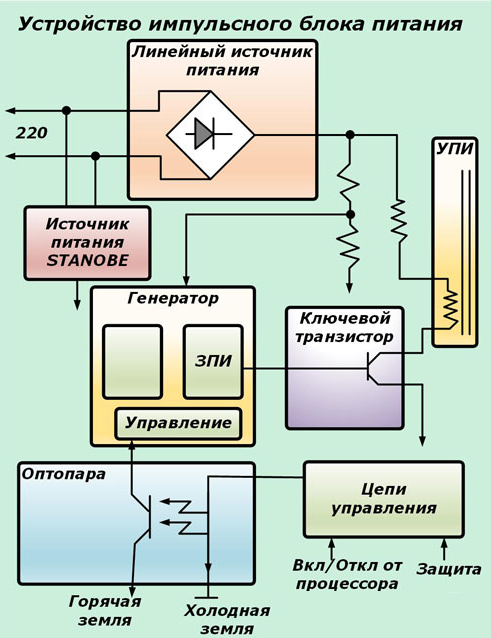 Устройство импульсного блока питания
Линейный источник
питания
220
УПИ
Источник
питания
STANOBE
Генератор
Ключевой
транзистор
ЗПИ
Управление
Оптопара
Цепи
управления
Вкл/Откл от
процессора
Защита
Горячая
земля
Холодная
земля